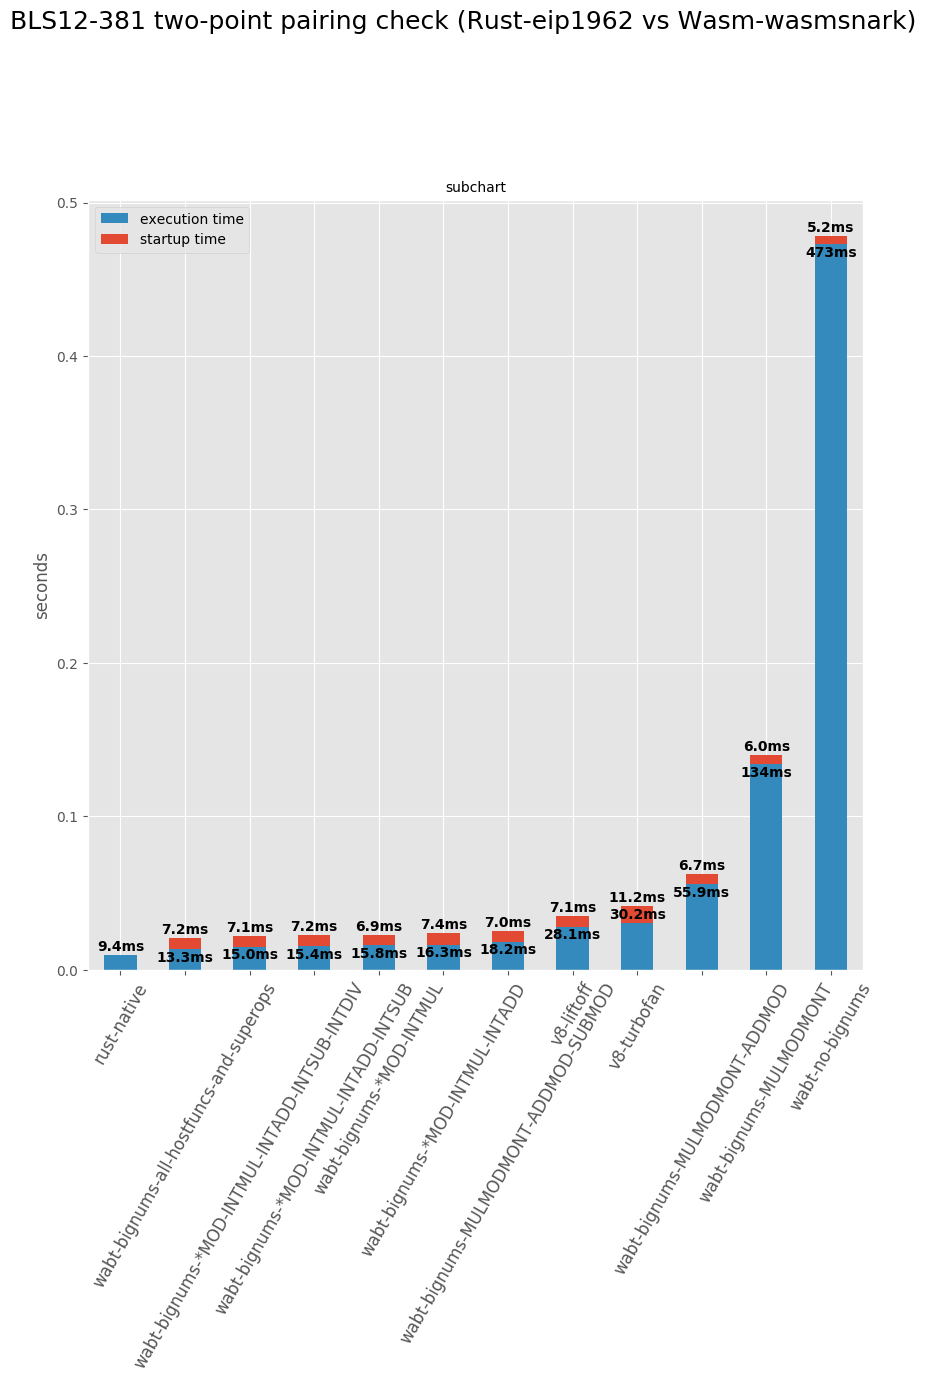 BLS12-381 two-point pairing check (Rust-eip1962 vs Wasm-wasmsnark)
subchart
execution time
startup time
seconds
0.5
0.4
0.3
0.2
0.1
0.0
9.4ms
7.2ms
13.3ms
7.1ms
15.0ms
7.2ms
15.4ms
6.9ms
15.8ms
7.4ms
16.3ms
7.0ms
18.2ms
7.1ms
28.1ms
11.2ms
30.2ms
6.7ms
55.9ms
6.0ms
134ms
5.2ms
473ms
rust-native
wabt-bignums-all-hostfuncs-and-superops
wabt-bignums-*MOD-INTMUL-INTADD-INTSUB-INTDIV
wabt-bignums-*MOD-INTMUL-INTADD-INTSUB
wabt-bignums-*MOD-INTMUL
wabt-bignums-*MOD-INTMUL-INTADD
wabt-bignums-MULMODMONT-ADDMOD-SUBMOD
v8-liftoff
v8-turbofan
wabt-bignums-MULMODMONT-ADDMOD
wabt-bignums-MULMODMONT
wabt-no-bignums